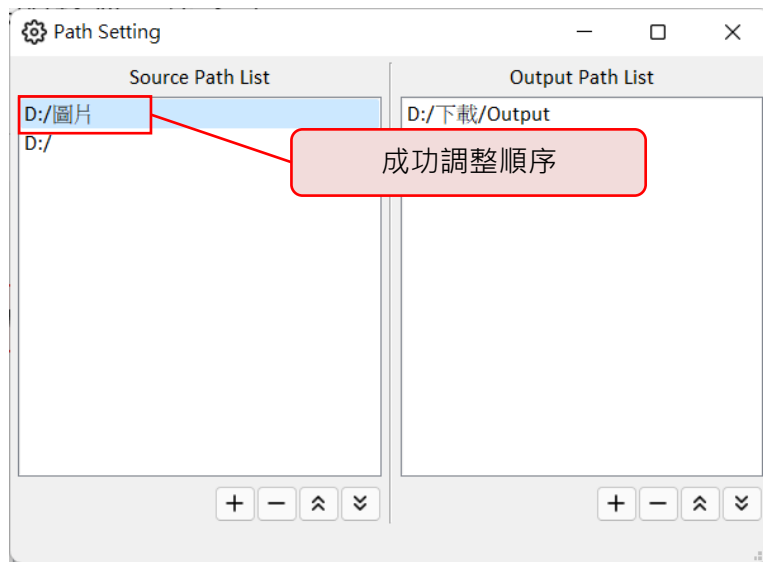 Path Setting
Source Path List
Output Path List
D:/圖片
D:/
D:/下載/Output
成功調整順序